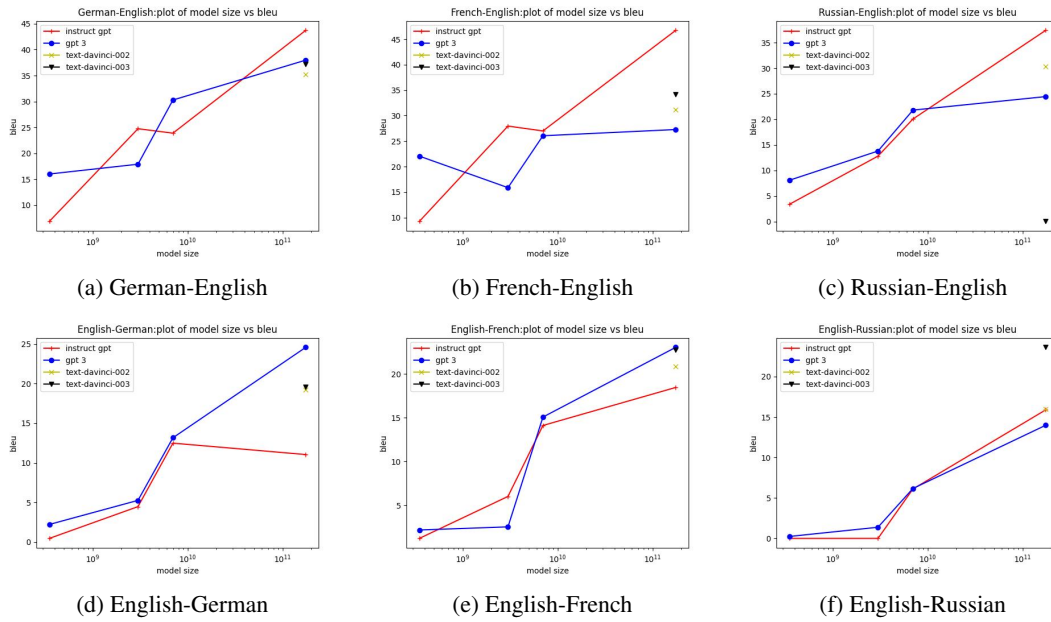 German-English:plot of model size vs bleu
45
40
35
30
25
20
15
10
bleu
instruct gpt
gpt 3
text-davinci-002
text-davinci-003
10⁹
10¹⁰
10¹¹
model size
(a) German-English
French-English:plot of model size vs bleu
45
40
35
30
25
20
15
10
bleu
instruct gpt
gpt 3
text-davinci-002
text-davinci-003
10⁹
10¹⁰
10¹¹
model size
(b) French-English
Russian-English:plot of model size vs bleu
35
30
25
20
15
10
5
0
bleu
instruct gpt
gpt 3
text-davinci-002
text-davinci-003
10⁹
10¹⁰
10¹¹
model size
(c) Russian-English
English-German:plot of model size vs bleu
25
20
15
10
5
0
bleu
instruct gpt
gpt 3
text-davinci-002
text-davinci-003
10⁹
10¹⁰
10¹¹
model size
(d) English-German
English-French:plot of model size vs bleu
20
15
10
5
bleu
instruct gpt
gpt 3
text-davinci-002
text-davinci-003
10⁹
10¹⁰
10¹¹
model size
(e) English-French
English-Russian:plot of model size vs bleu
20
15
10
5
0
bleu
instruct gpt
gpt 3
text-davinci-002
text-davinci-003
10⁹
10¹⁰
10¹¹
model size
(f) English-Russian